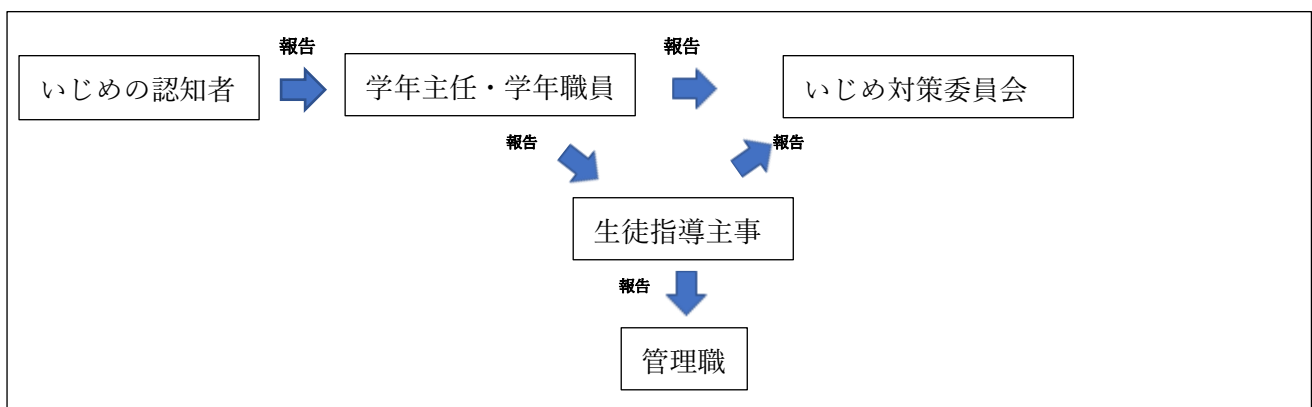 報告
報告
いじめの認知者
学年主任・学年職員
いじめ対策委員会
報告
報告
生徒指導主事
報告
管理職